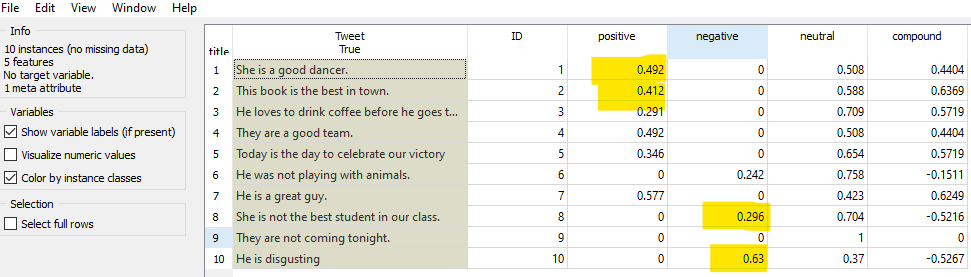 File Edit View Window Help
Info
10 instances (no missing data)
5 features
No target variable.
1 meta attribute
Variables
Show variable labels (if present)
Visualize numeric values
Color by instance classes
Selection
Select full rows
Tweet ID positive negative neutral compound
title True
1 She is a good dancer. 1 0.492 0 0.508 0.4404
2 This book is the best in town. 2 0.412 0 0.588 0.6369
3 He loves to drink coffee before he goes t... 3 0.291 0 0.709 0.5719
4 They are a good team. 4 0.492 0 0.508 0.4404
5 Today is the day to celebrate our victory 5 0.346 0 0.654 0.5719
6 He was not playing with animals. 6 0 0.242 0.758 -0.1511
7 He is a great guy. 7 0.577 0 0.423 0.6249
8 She is not the best student in our class. 8 0 0.296 0.704 -0.5216
9 They are not coming tonight. 9 0 0 1 0
10 He is disgusting 10 0 0.63 0.37 -0.5267